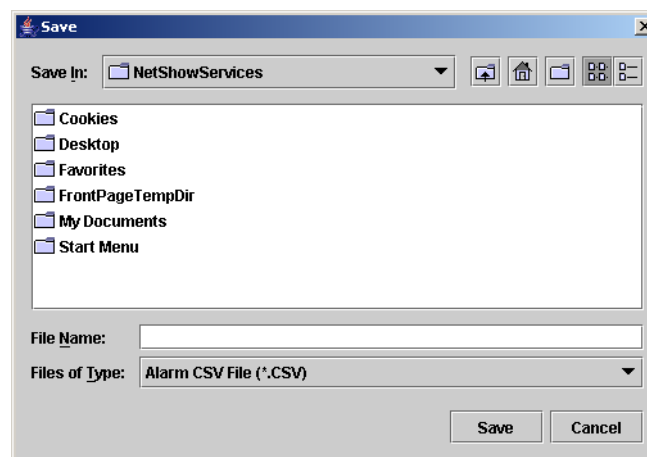 Save
Save In: NetShowServices
Cookies
Desktop
Favorites
FrontPageTempDir
My Documents
Start Menu
File Name:
Files of Type: Alarm CSV File (*.CSV)
Save Cancel